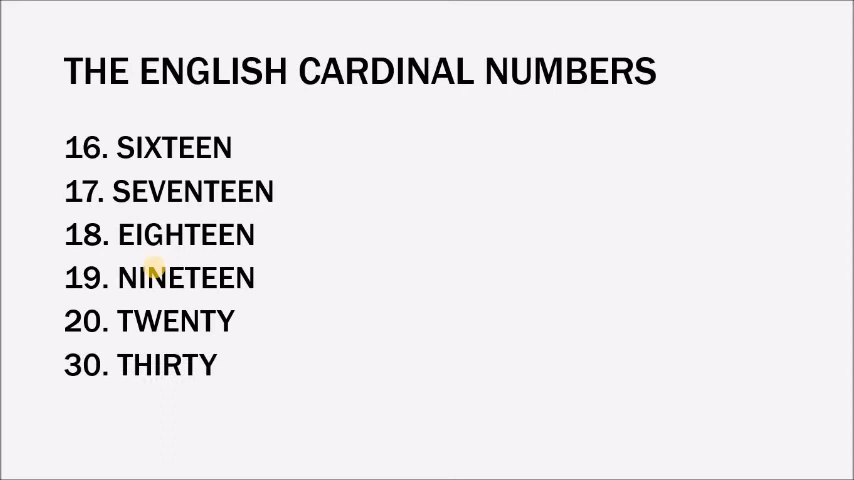 THE ENGLISH CARDINAL NUMBERS
16. SIXTEEN
17. SEVENTEEN
18. EIGHTEEN
19. NINETEEN
20. TWENTY
30. THIRTY